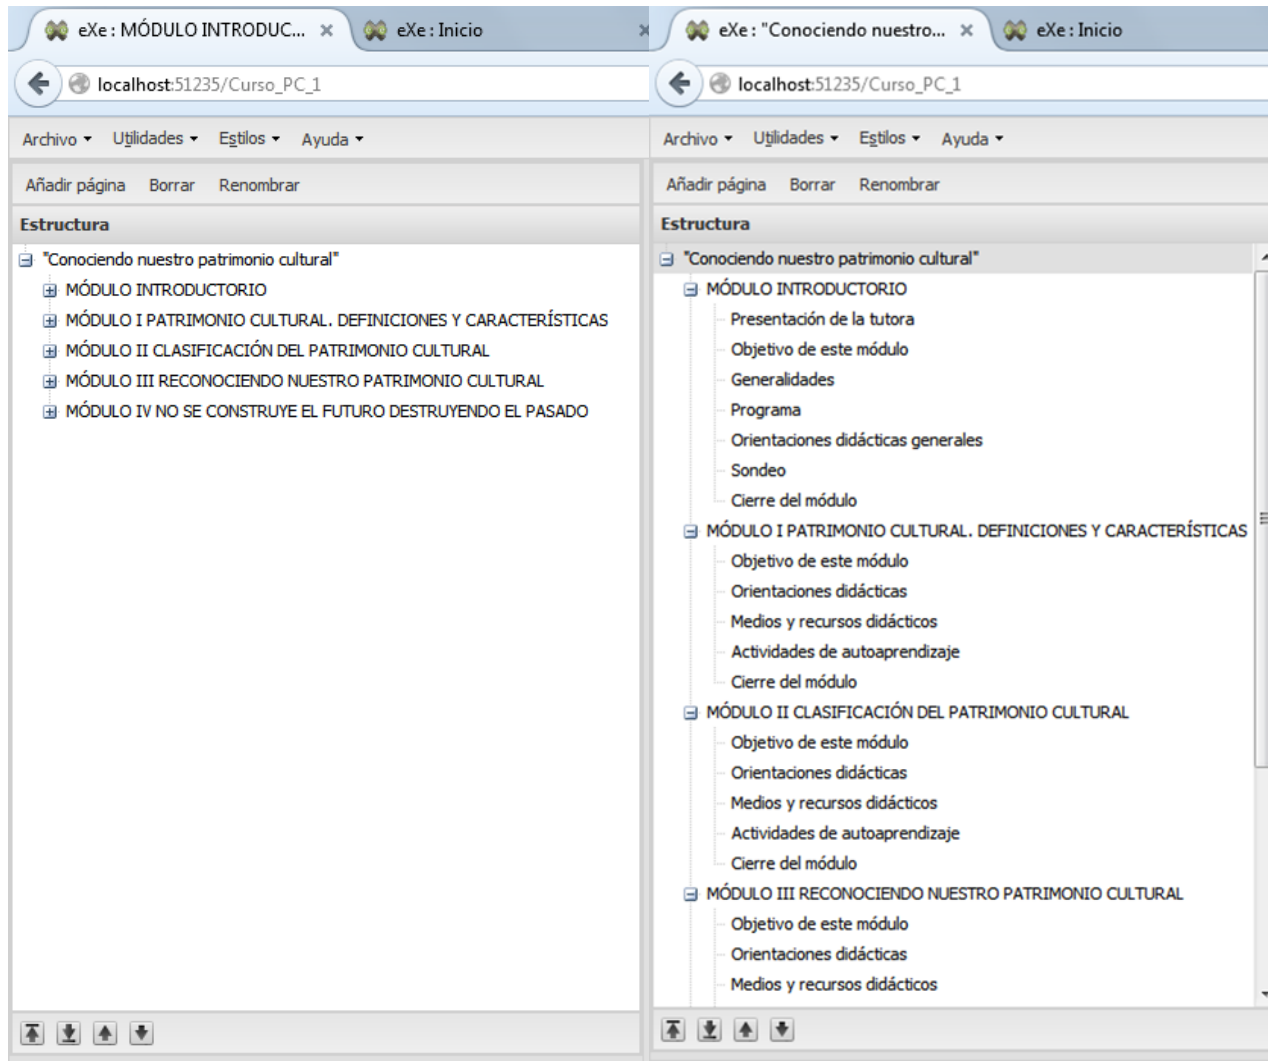 eXe : MÓDULO INTRODUC...
eXe : Inicio
localhost:51235/Curso_PC_1
Archivo
Utilidades
Estilos
Ayuda
Añadir página
Borrar
Renombrar
Estructura
"Conociendo nuestro patrimonio cultural"
MÓDULO INTRODUCTORIO
MÓDULO I PATRIMONIO CULTURAL. DEFINICIONES Y CARACTERÍSTICAS
MÓDULO II CLASIFICACIÓN DEL PATRIMONIO CULTURAL
MÓDULO III RECONOCIENDO NUESTRO PATRIMONIO CULTURAL
MÓDULO IV NO SE CONSTRUYE EL FUTURO DESTRUYENDO EL PASADO
eXe : "Conociendo nuestro...
eXe : Inicio
localhost:51235/Curso_PC_1
Archivo
Utilidades
Estilos
Ayuda
Añadir página
Borrar
Renombrar
Estructura
"Conociendo nuestro patrimonio cultural"
MÓDULO INTRODUCTORIO
Presentación de la tutora
Objetivo de este módulo
Generalidades
Programa
Orientaciones didácticas generales
Sondeo
Cierre del módulo
MÓDULO I PATRIMONIO CULTURAL. DEFINICIONES Y CARACTERÍSTICAS
Objetivo de este módulo
Orientaciones didácticas
Medios y recursos didácticos
Actividades de autoaprendizaje
Cierre del módulo
MÓDULO II CLASIFICACIÓN DEL PATRIMONIO CULTURAL
Objetivo de este módulo
Orientaciones didácticas
Medios y recursos didácticos
Actividades de autoaprendizaje
Cierre del módulo
MÓDULO III RECONOCIENDO NUESTRO PATRIMONIO CULTURAL
Objetivo de este módulo
Orientaciones didácticas
Medios y recursos didácticos